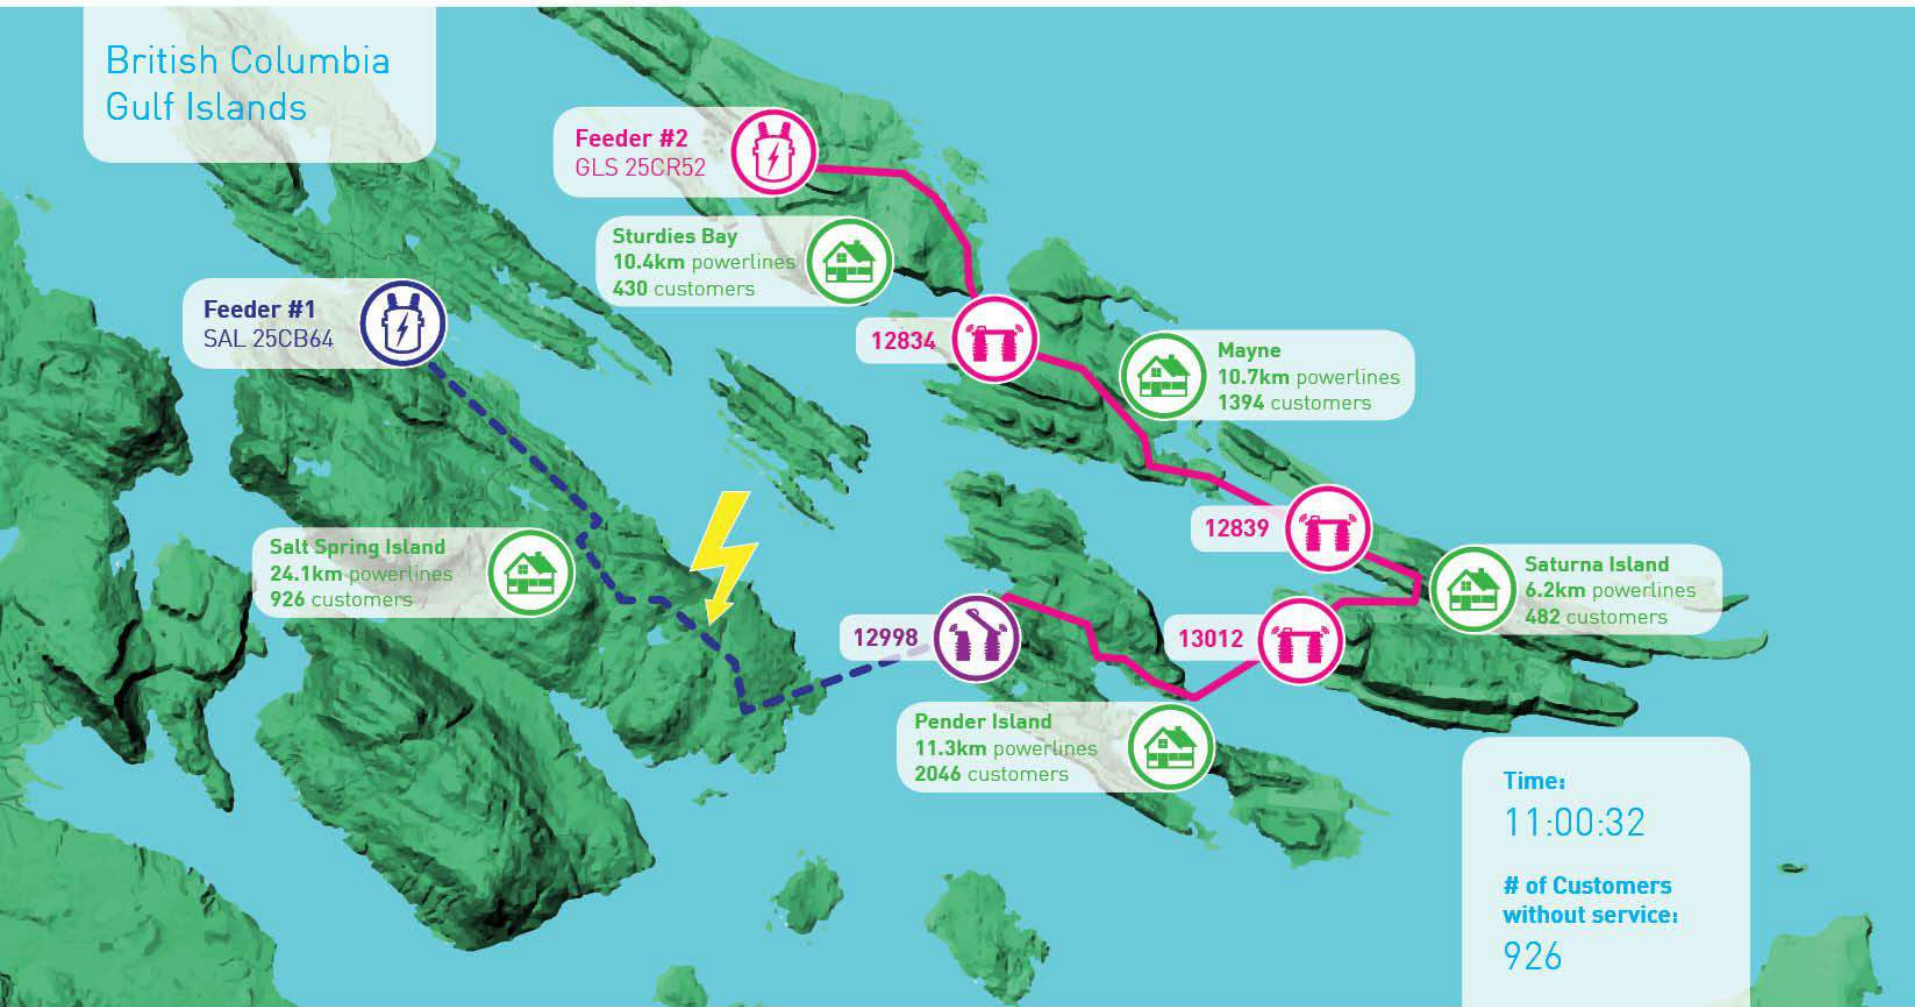 British Columbia
Gulf Islands
Feeder #2
GLS 25CR52
Sturdies Bay
10.4km powerlines
430 customers
Feeder #1
SAL 25CB64
12834
Mayne
10.7km powerlines
1394 customers
12839
Salt Spring Island
24.1km powerlines
926 customers
Saturna Island
6.2km powerlines
482 customers
12998
13012
Pender Island
11.3km powerlines
2046 customers
Time:
11:00:32
# of Customers
without service:
926